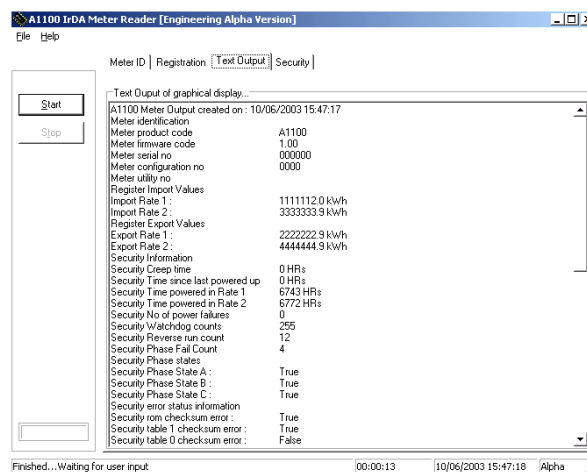 A1100 IrDA Meter Reader [Engineering Alpha Version]
File Help
Meter ID Registration Text Output Security
Start
Stop
Text Ouput of graphical display...
A1100 Meter Output created on : 10/06/2003 15:47:17
Meter identification
Meter product code A1100
Meter firmware code 1.00
Meter serial no 000000
Meter configuration no 0000
Meter utility no
Register Import Values
Import Rate 1 : 1111112.0 kWh
Import Rate 2 : 3333333.9 kWh
Register Export Values
Export Rate 1 : 2222222.9 kWh
Export Rate 2 : 4444444.9 kWh
Security Information
Security Creep time 0 HRs
Security Time since last powered up 0 HRs
Security Time powered in Rate 1 6743 HRs
Security Time powered in Rate 2 6772 HRs
Security No of power failures 0
Security Watchdog counts 255
Security Reverse run count 12
Security Phase Fail Count 4
Security Phase states
Security Phase State A : True
Security Phase State B : True
Security Phase State C : True
Security error status information
Security rom checksum error : True
Security table 1 checksum error : True
Security table 0 checksum error : False
Finished...Waiting for user input 00:00:13 10/06/2003 15:47:18 Alpha